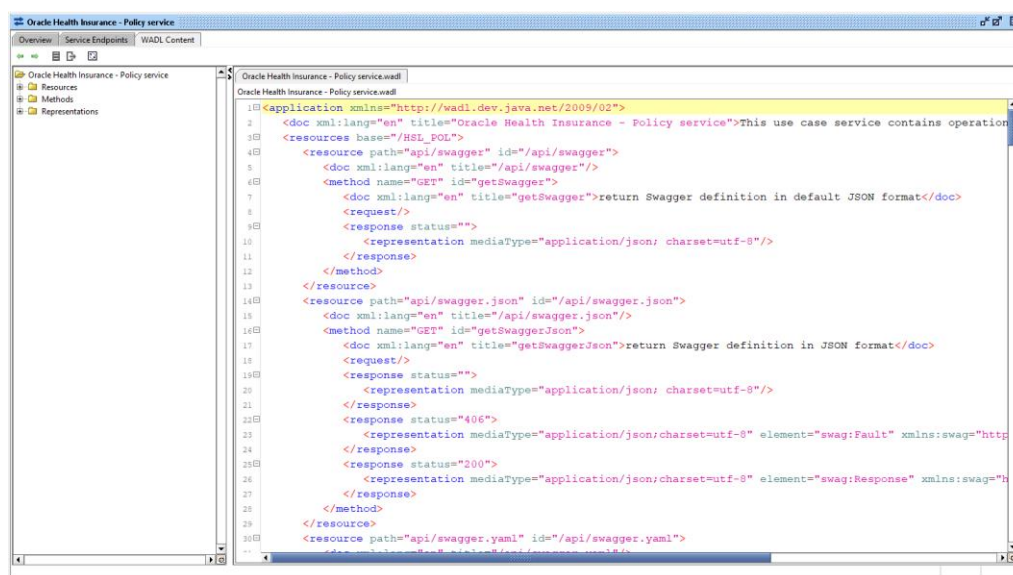 Oracle Health Insurance - Policy service
Overview Service Endpoints WADL Content
Oracle Health Insurance - Policy service
Resources
Methods
Representations
Oracle Health Insurance - Policy service.wadl
Oracle Health Insurance - Policy service.wadl
1 <application xmlns="http://wadl.dev.java.net/2009/02">
2 <doc xml:lang="en" title="Oracle Health Insurance - Policy service">This use case service contains operation
3 <resources base="/HSL_POL">
4 <resource path="api/swagger" id="/api/swagger">
5 <doc xml:lang="en" title="/api/swagger"/>
6 <method name="GET" id="getSwagger">
7 <doc xml:lang="en" title="getSwagger">return Swagger definition in default JSON format</doc>
8 <request/>
9 <response status="">
10 <representation mediaType="application/json; charset=utf-8"/>
11 </response>
12 </method>
13 </resource>
14 <resource path="api/swagger.json" id="/api/swagger.json">
15 <doc xml:lang="en" title="/api/swagger.json"/>
16 <method name="GET" id="getSwaggerJson">
17 <doc xml:lang="en" title="getSwaggerJson">return Swagger definition in JSON format</doc>
18 <request/>
19 <response status="">
20 <representation mediaType="application/json; charset=utf-8"/>
21 </response>
22 <response status="406">
23 <representation mediaType="application/json;charset=utf-8" element="swag:Fault" xmlns:swag="http
24 </response>
25 <response status="200">
26 <representation mediaType="application/json;charset=utf-8" element="swag:Response" xmlns:swag="h
27 </response>
28 </method>
29 </resource>
30 <resource path="api/swagger.yaml" id="/api/swagger.yaml">